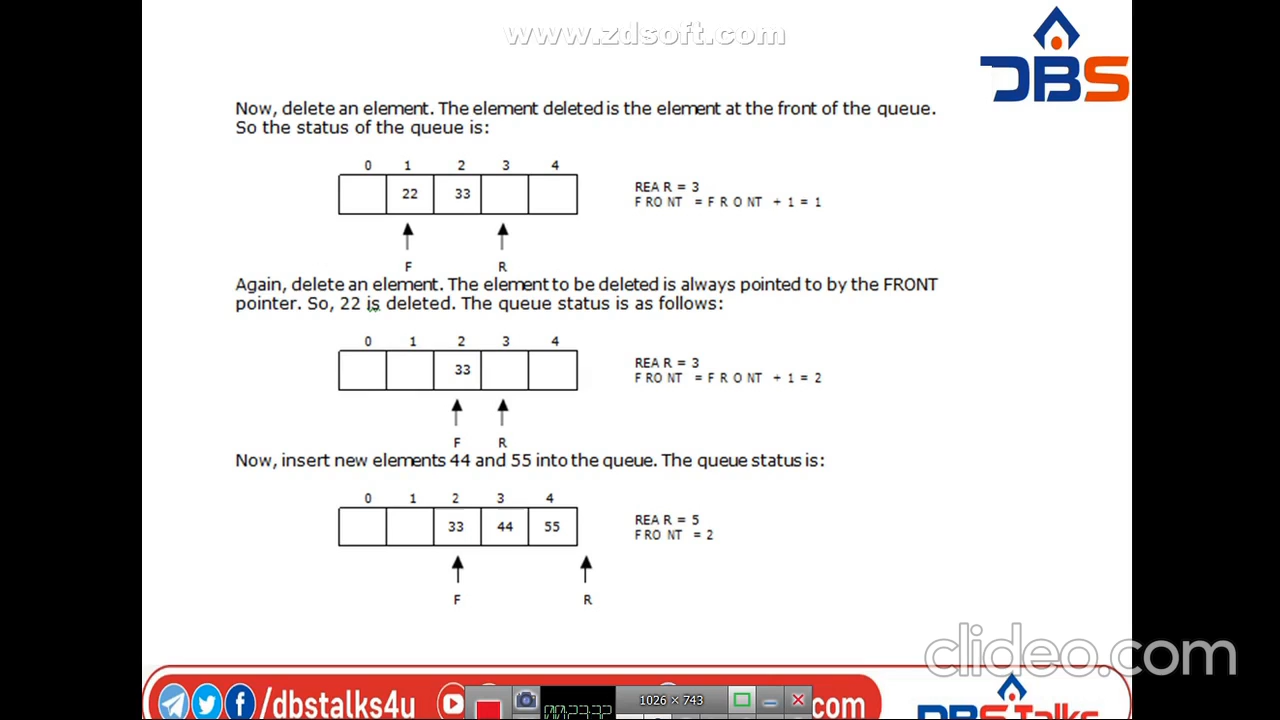 www.zdsoft.com
DBS
Now, delete an element. The element deleted is the element at the front of the queue.
So the status of the queue is:
0 1 2 3 4
22 33
REAR = 3
FRONT = FRONT + 1 = 1
F R
Again, delete an element. The element to be deleted is always pointed to by the FRONT
pointer. So, 22 is deleted. The queue status is as follows:
0 1 2 3 4
33
REAR = 3
FRONT = FRONT + 1 = 2
F R
Now, insert new elements 44 and 55 into the queue. The queue status is:
0 1 2 3 4
33 44 55
REAR = 5
FRONT = 2
F R
clideo.com
/dbstalks4u
1026 × 743
.com
DBSTalks